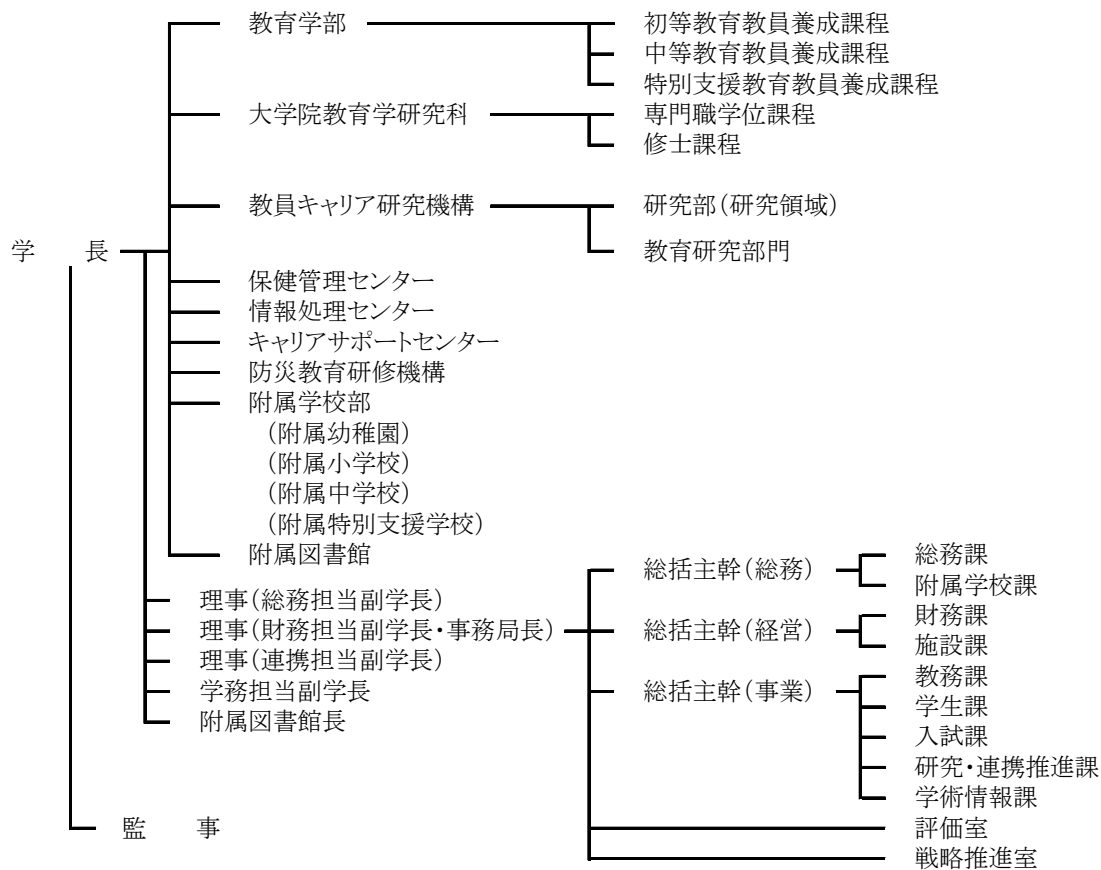 教育学部 初等教育教員養成課程
中等教育教員養成課程
特別支援教育教員養成課程
大学院教育学研究科 専門職学位課程
修士課程
教員キャリア研究機構 研究部(研究領域)
学 長 教育研究部門
保健管理センター
情報処理センター
キャリアサポートセンター
防災教育研修機構
附属学校部
(附属幼稚園)
(附属小学校)
(附属中学校)
(附属特別支援学校)
附属図書館 総務課
総括主幹(総務)
附属学校課
理事(総務担当副学長) 財務課
理事(財務担当副学長・事務局長) 総括主幹(経営)
施設課
理事(連携担当副学長) 教務課
学務担当副学長 総括主幹(事業)
学生課
附属図書館長 入試課
研究・連携推進課
学術情報課
監 事 評価室
戦略推進室